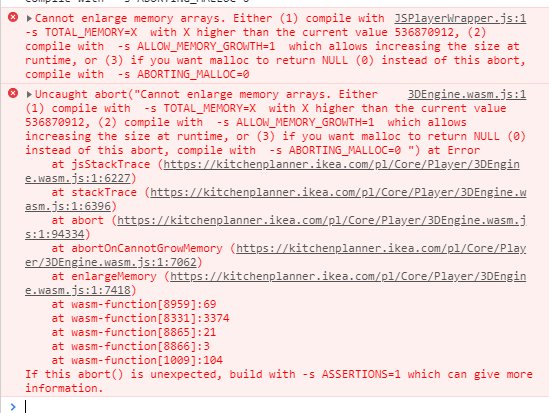 compile with  -s ABORTING_MALLOC=0
Cannot enlarge memory arrays. Either (1) compile with JSPlayerWrapper.js:1
-s TOTAL_MEMORY=X  with X higher than the current value 536870912, (2)
compile with  -s ALLOW_MEMORY_GROWTH=1  which allows increasing the size at
runtime, or (3) if you want malloc to return NULL (0) instead of this abort,
compile with  -s ABORTING_MALLOC=0
Uncaught abort("Cannot enlarge memory arrays. Either 3DEngine.wasm.js:1
(1) compile with  -s TOTAL_MEMORY=X  with X higher than the current value
536870912, (2) compile with  -s ALLOW_MEMORY_GROWTH=1  which allows
increasing the size at runtime, or (3) if you want malloc to return NULL (0)
instead of this abort, compile with  -s ABORTING_MALLOC=0 ") at Error
at jsStackTrace (https://kitchenplanner.ikea.com/pl/Core/Player/3DEngin
e.wasm.js:1:6227)
at stackTrace (https://kitchenplanner.ikea.com/pl/Core/Player/3DEngine.w
asm.js:1:6396)
at abort (https://kitchenplanner.ikea.com/pl/Core/Player/3DEngine.wasm.j
s:1:94334)
at abortOnCannotGrowMemory (https://kitchenplanner.ikea.com/pl/Core/Play
er/3DEngine.wasm.js:1:7062)
at enlargeMemory (https://kitchenplanner.ikea.com/pl/Core/Player/3DEngin
e.wasm.js:1:7418)
at wasm-function[8959]:69
at wasm-function[8331]:3374
at wasm-function[8865]:21
at wasm-function[8866]:3
at wasm-function[1009]:104
If this abort() is unexpected, build with -s ASSERTIONS=1 which can give more
information.